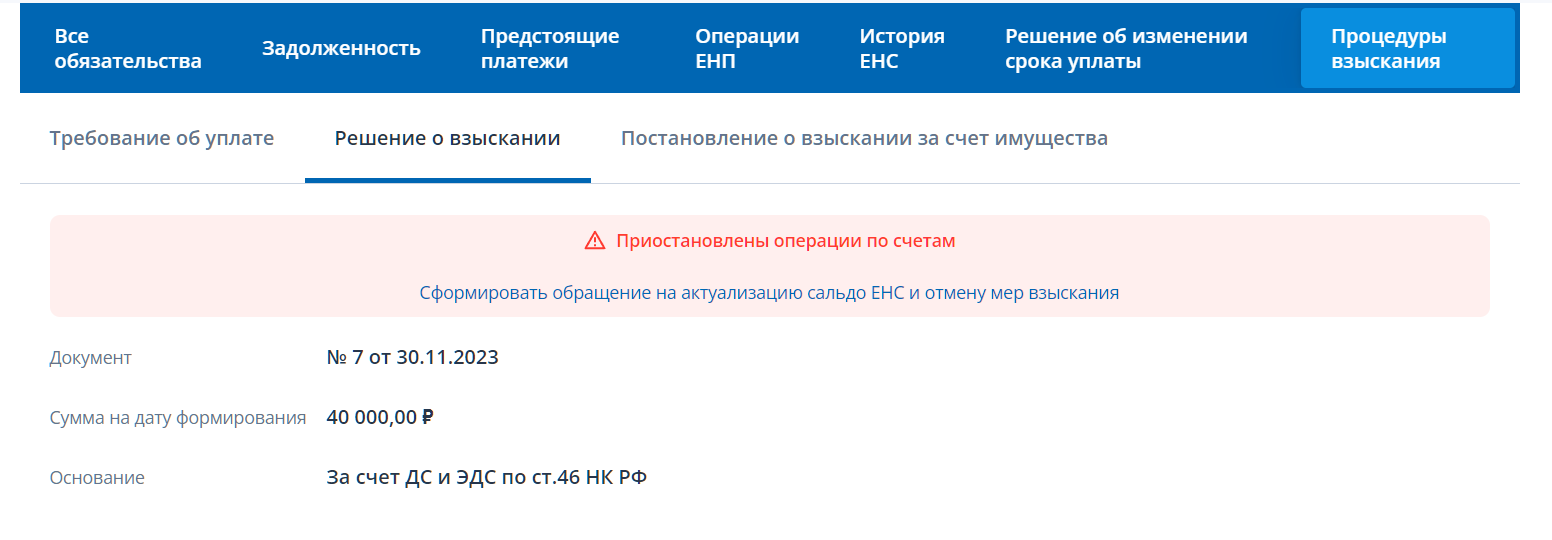 Все обязательства
Задолженность
Предстоящие платежи
Операции ЕНП
История ЕНС
Решение об изменении срока уплаты
Процедуры взыскания
Требование об уплате
Решение о взыскании
Постановление о взыскании за счет имущества
Приостановлены операции по счетам
Сформировать обращение на актуализацию сальдо ЕНС и отмену мер взыскания
Документ № 7 от 30.11.2023
Сумма на дату формирования 40 000,00 ₽
Основание За счет ДС и ЭДС по ст.46 НК РФ